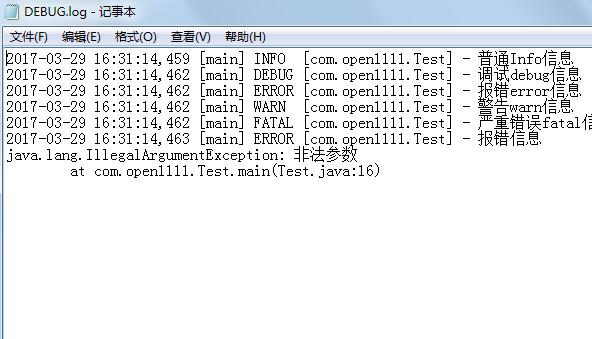 DEBUG.log - 记事本
文件(F) 编辑(E) 格式(O) 查看(V) 帮助(H)
2017-03-29 16:31:14,459 [main] INFO  [com.open1111.Test] - 普通Info信息
2017-03-29 16:31:14,462 [main] DEBUG [com.open1111.Test] - 调试debug信息
2017-03-29 16:31:14,462 [main] ERROR [com.open1111.Test] - 报错error信息
2017-03-29 16:31:14,462 [main] WARN  [com.open1111.Test] - 警告warn信息
2017-03-29 16:31:14,462 [main] FATAL [com.open1111.Test] - 严重错误fatal信
2017-03-29 16:31:14,463 [main] ERROR [com.open1111.Test] - 报错信息
java.lang.IllegalArgumentException: 非法参数
	at com.open1111.Test.main(Test.java:16)